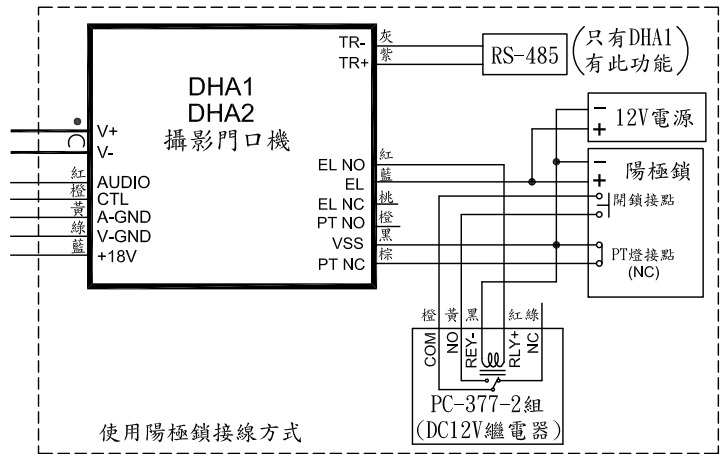 TR- 灰
TR+ 紫
RS-485
(只有DHA1
有此功能)
DHA1
DHA2
攝影門口機
V+
V-
紅 AUDIO
橙 CTL
黃 A-GND
綠 V-GND
藍 +18V
EL NO 紅
EL 藍
EL NC 桃
PT NO 橙
VSS 黑
PT NC 棕
- 12V電源
+
- 陽極鎖
+
開鎖接點
PT燈接點
(NC)
橙 黃 黑 紅 綠
COM NO REY- RLY+ NC
PC-377-2組
(DC12V繼電器)
使用陽極鎖接線方式